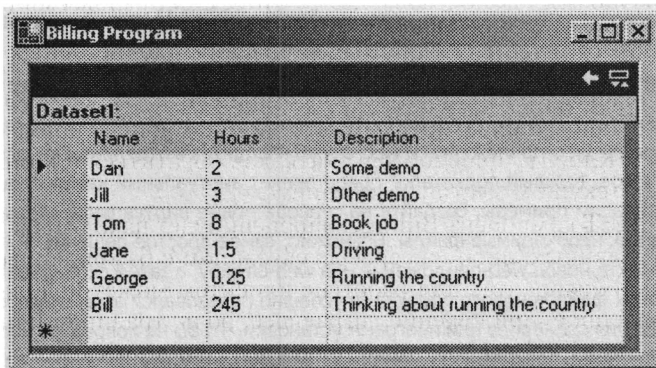 Billing Program
Dataset1:
Name Hours Description
Dan 2 Some demo
Jill 3 Other demo
Tom 8 Book job
Jane 1.5 Driving
George 0.25 Running the country
Bill 245 Thinking about running the country
*